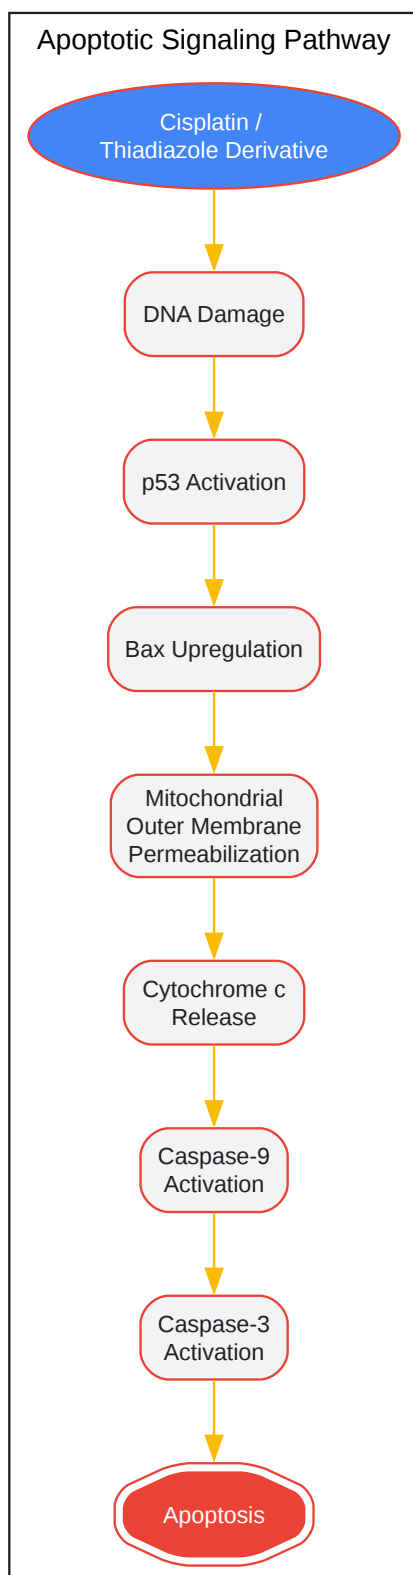 Apoptotic Signaling Pathway
Cisplatin /
Thiadiazole Derivative
DNA Damage
p53 Activation
Bax Upregulation
Mitochondrial
Outer Membrane
Permeabilization
Cytochrome c
Release
Caspase-9
Activation
Caspase-3
Activation
Apoptosis